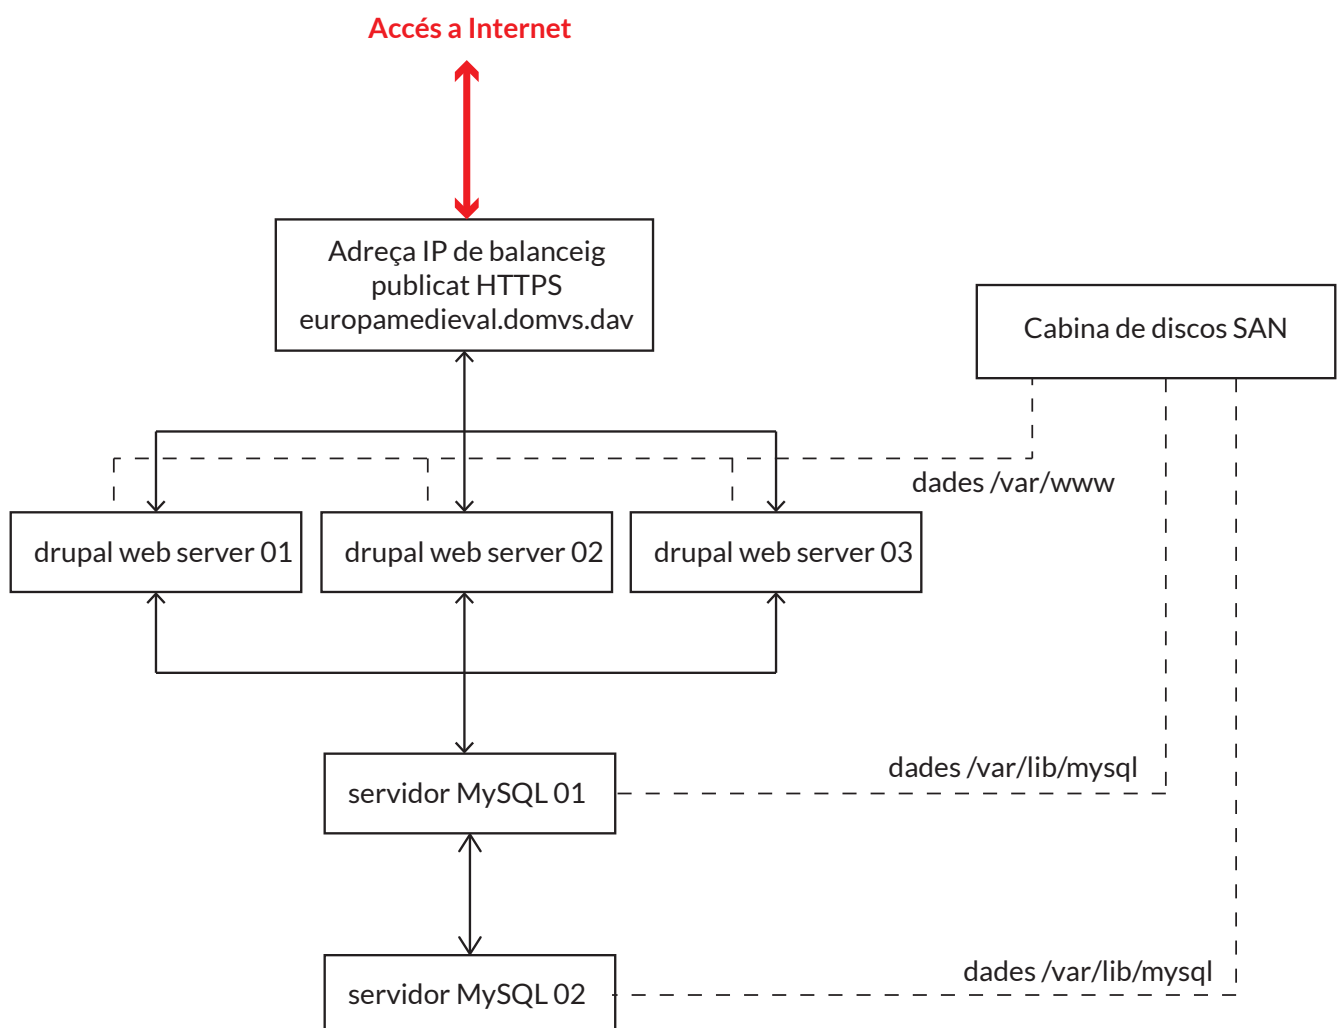 Accés a Internet
Adreça IP de balanceig
publicat HTTPS
europamedieval.domvs.dav
Cabina de discos SAN
dades /var/www
drupal web server 01
drupal web server 02
drupal web server 03
dades /var/lib/mysql
servidor MySQL 01
dades /var/lib/mysql
servidor MySQL 02